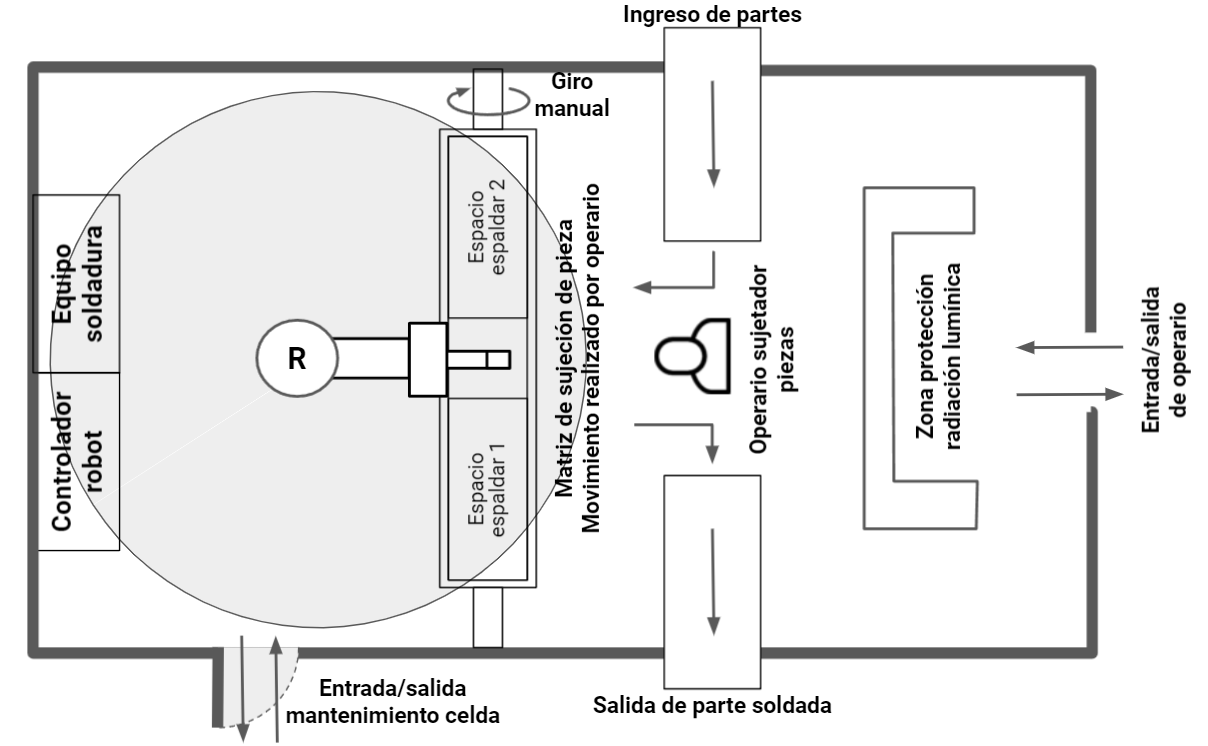 Ingreso de partes
Giro
manual
Equipo
soldadura
Controlador
robot
R
Espacio
espaldar 2
Espacio
espaldar 1
Matriz de sujeción de pieza
Movimiento realizado por operario
Operario sujetador
piezas
Zona protección
radiación lumínica
Entrada/salida
de operario
Entrada/salida
mantenimiento celda
Salida de parte soldada